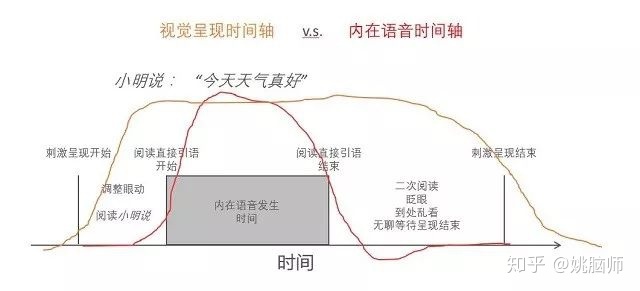 视觉呈现时间轴 v.s. 内在语音时间轴
小明说： “今天天气真好”
刺激呈现开始
阅读直接引语
开始
阅读直接引语
结束
刺激呈现结束
调整眼动
阅读小明说
内在语音发生
时间
二次阅读
眨眼
到处乱看
无聊等待呈现结束
时间
知乎 @姚脑师